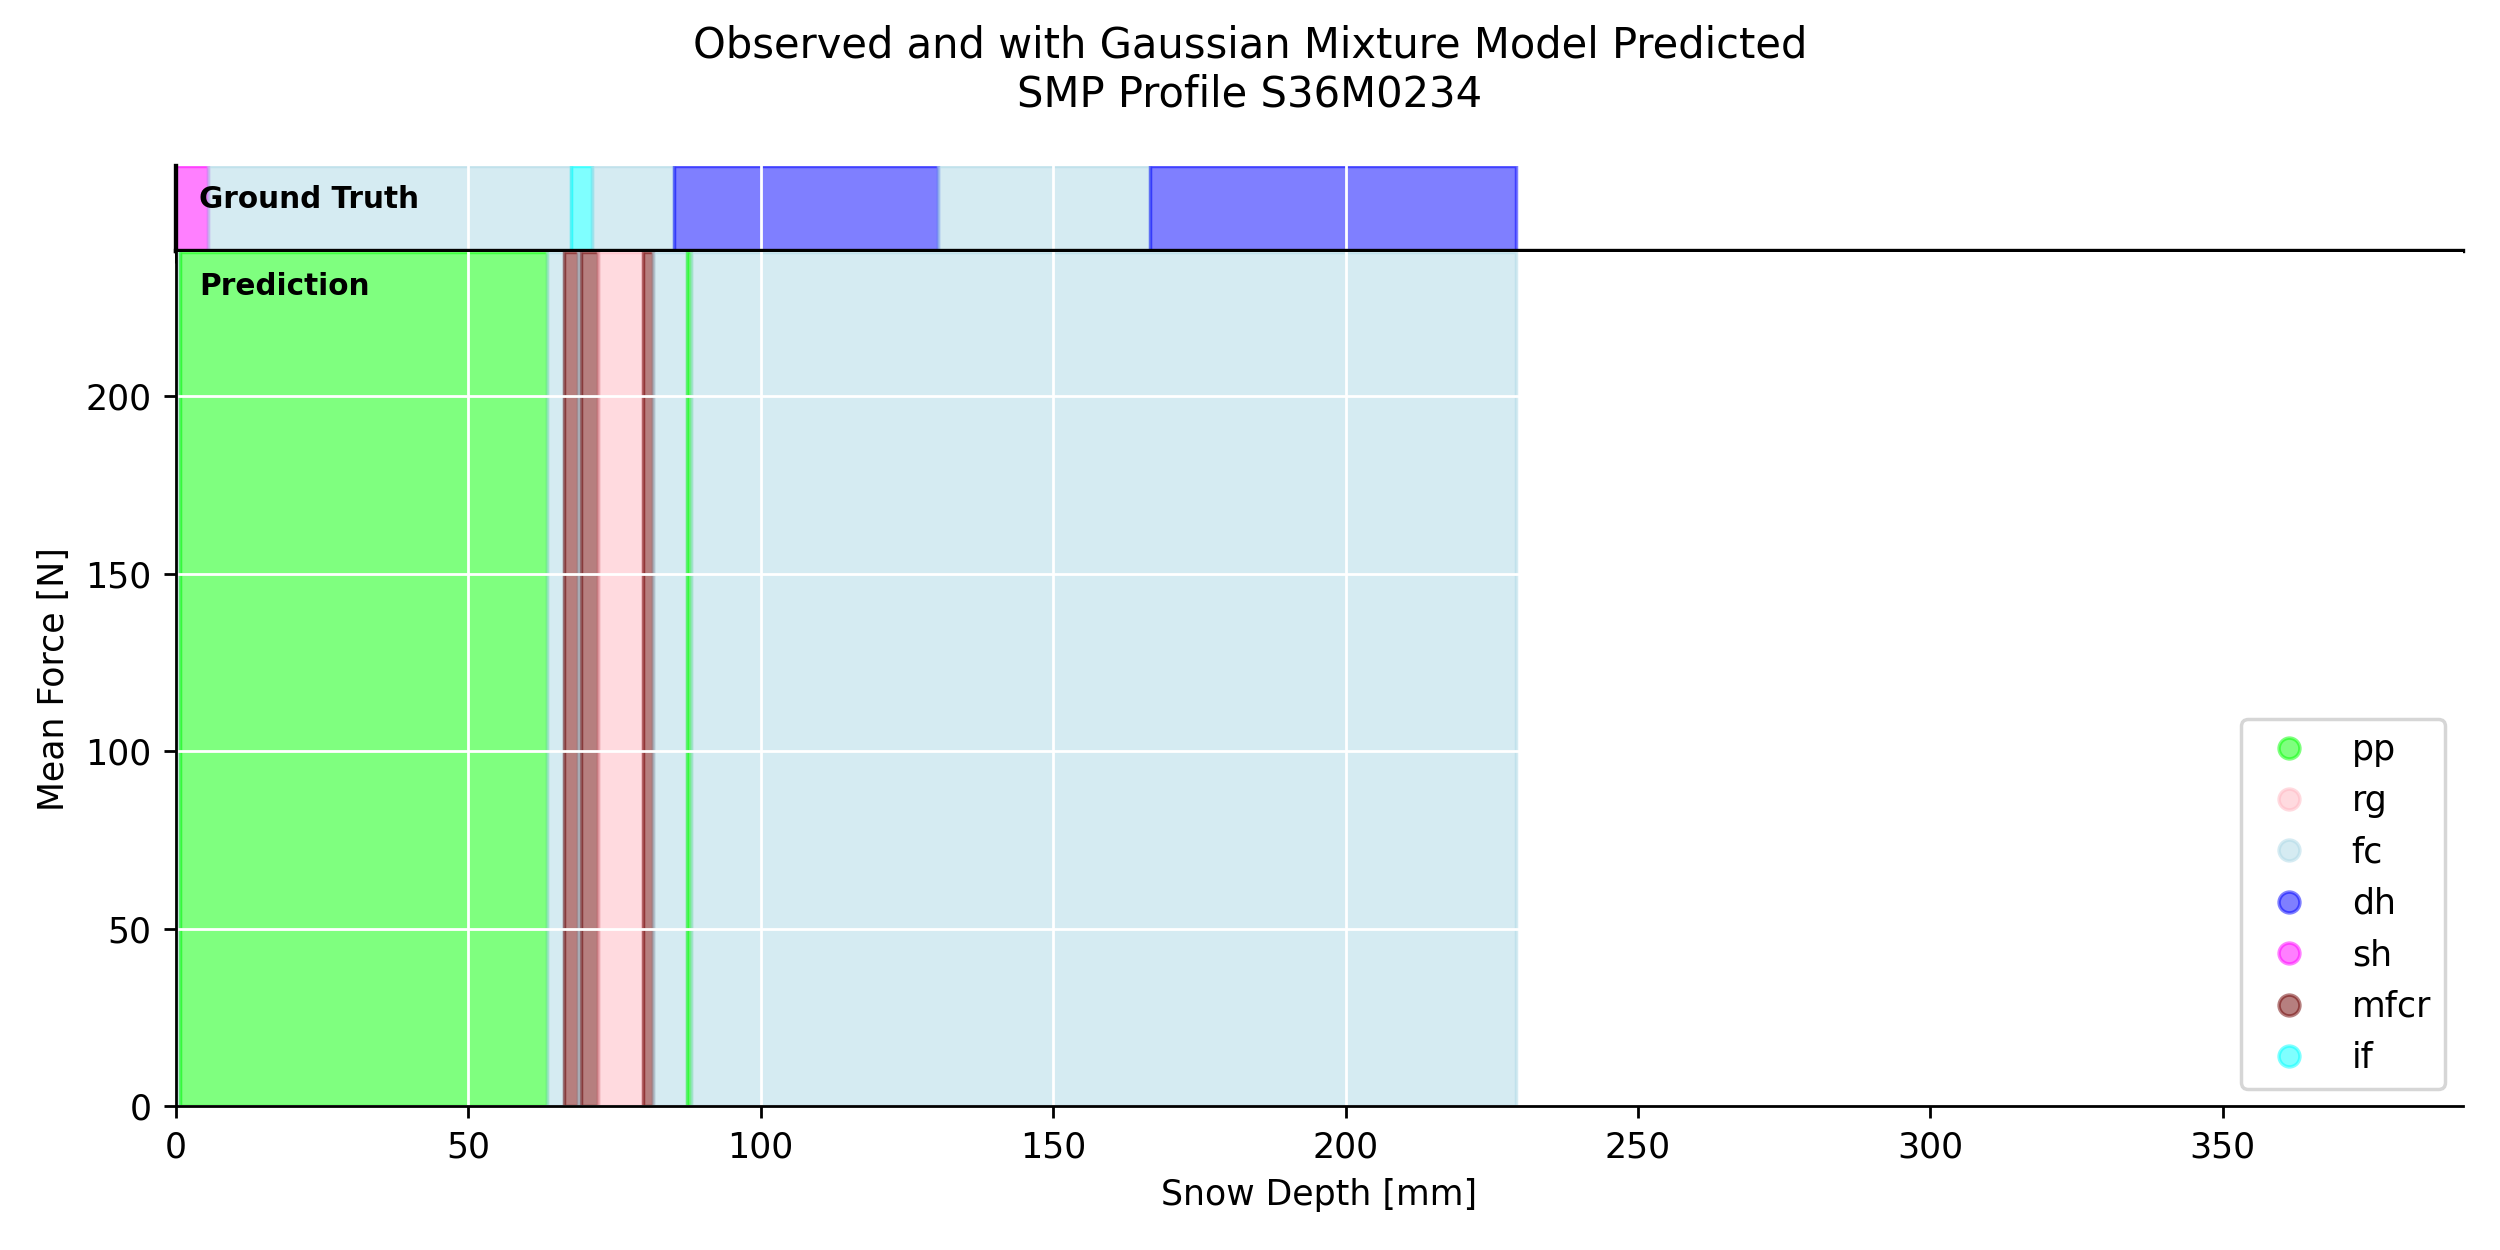 Observed and with Gaussian Mixture Model Predicted
SMP Profile S36M0234
Ground Truth
Prediction
Mean Force [N]
200
150
100
50
0
0 50 100 150 200 250 300 350
Snow Depth [mm]
pp
rg
fc
dh
sh
mfcr
if